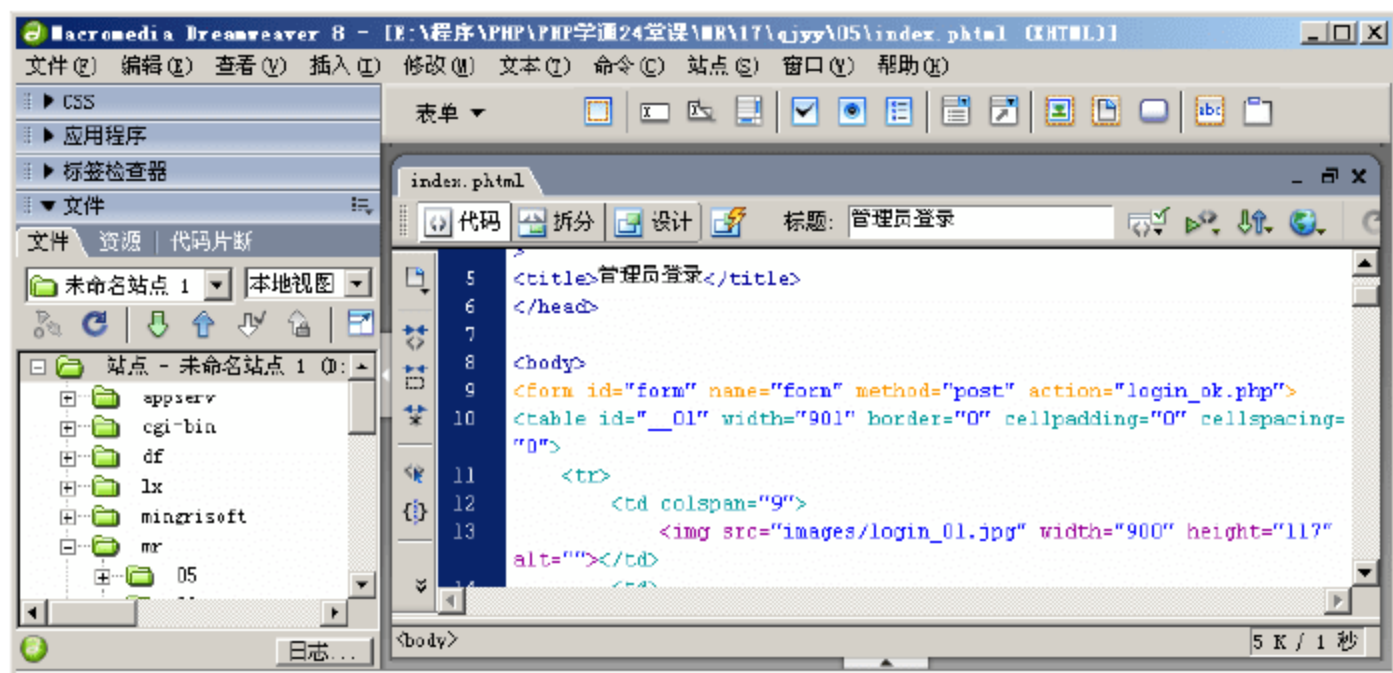 Macromedia Dreamweaver 8 - [E:\程序\PHP\PHP学通24堂课\MR\17\qjyy\05\index.phtml (XHTML)]
文件(F) 编辑(E) 查看(V) 插入(I) 修改(M) 文本(T) 命令(C) 站点(S) 窗口(W) 帮助(H)
CSS
应用程序
标签检查器
文件
文件 资源 代码片断
未命名站点 1 本地视图
站点 - 未命名站点 1 (D:
appserv
cgi-bin
df
lx
mingrisoft
mr
05
日志...
表单
abc
index.phtml
代码 拆分 设计 标题: 管理员登录
5 <title>管理员登录</title>
6 </head>
7
8 <body>
9 <form id="form" name="form" method="post" action="login_ok.php">
10 <table id="__01" width="901" border="0" cellpadding="0" cellspacing=
"0">
11 <tr>
12 <td colspan="9">
13 <img src="images/login_01.jpg" width="900" height="117"
alt=""></td>
14 <td>
<body> 5 K / 1 秒